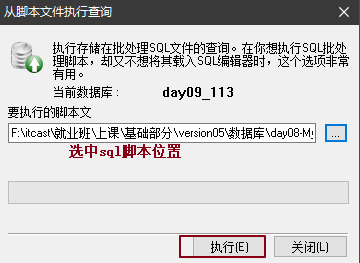 从脚本文件执行查询
执行存储在批处理SQL文件的查询。在你想执行SQL批
处理脚本，却又不想将其载入SQL编辑器时，这个选项非常
有用。
当前数据库： day09_113
要执行的脚本文
F:\itcast\就业班\上课\基础部分\version05\数据库\day08-M
...
选中sql脚本位置
执行(E)
关闭(L)